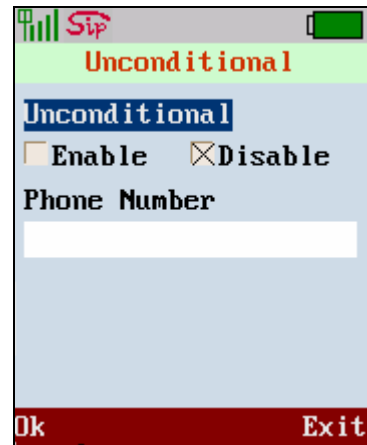 Sip
Unconditional
Unconditional
Enable Disable
Phone Number
Ok Exit